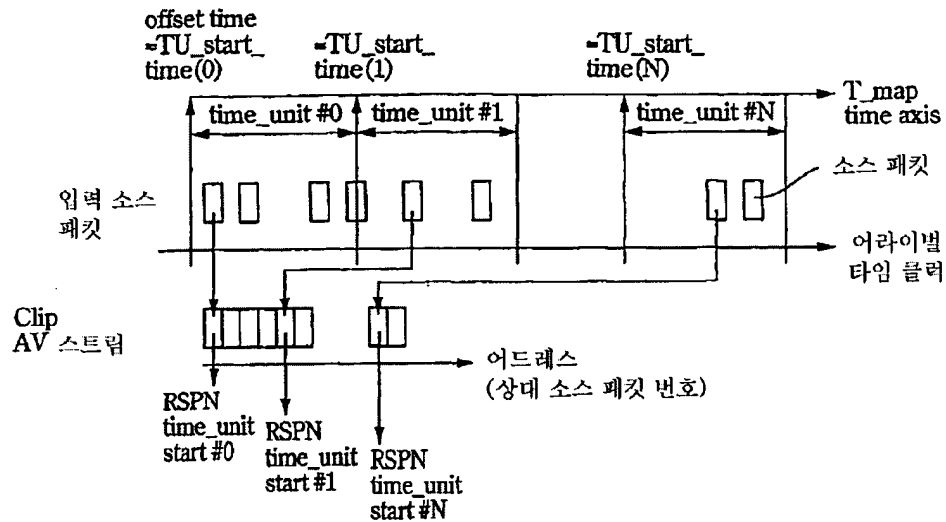 offset time
=TU_start_
time(0)
=TU_start_
time(1)
=TU_start_
time(N)
T_map
time axis
time_unit #0
time_unit #1
time_unit #N
소스 패킷
입력 소스
패킷
어라이벌
타임 클럭
Clip
AV 스트림
어드레스
(상대 소스 패킷 번호)
RSPN
time_unit
start #0
RSPN
time_unit
start #1
RSPN
time_unit
start #N